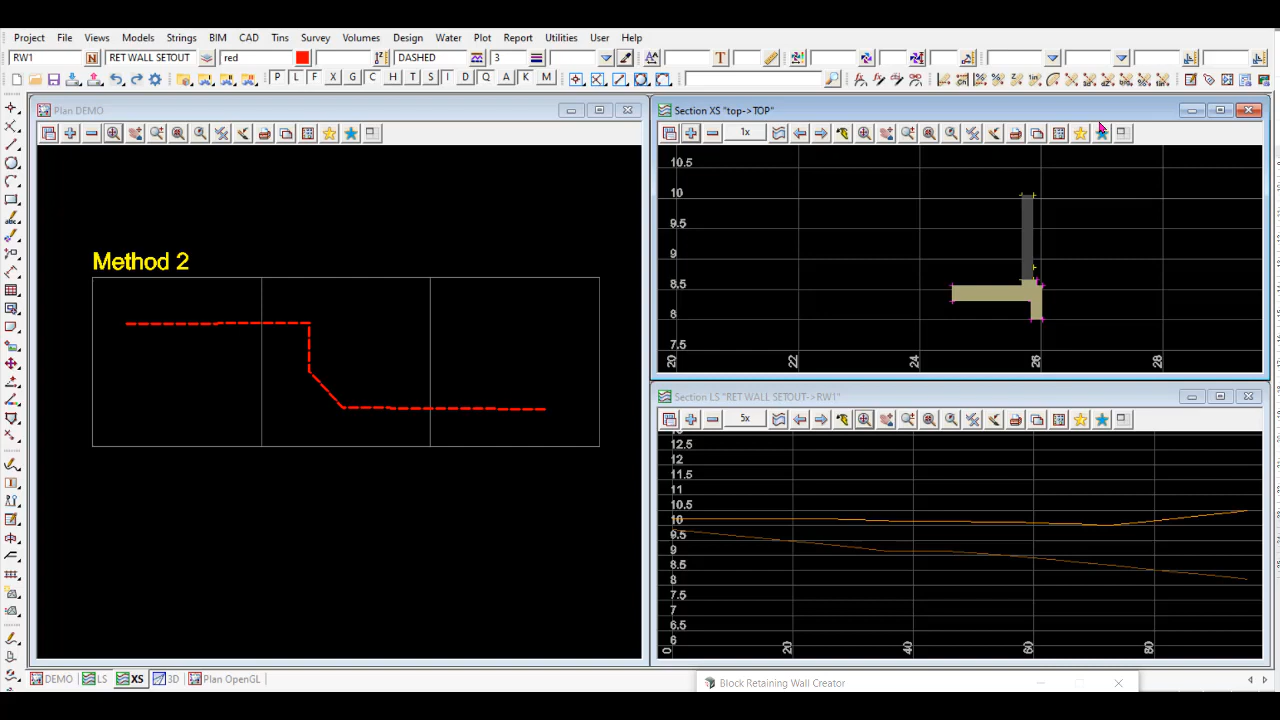 Project File Views Models Strings BIM CAD Tins Survey Volumes Design Water Plot Report Utilities User Help
RW1 N RET WALL SETOUT red DASHED 3 T
P L F X G C H T S I D Q A K M
Plan DEMO
Section XS "top->TOP"
1x
10.5
10
9.5
9
8.5
8
7.5
20 22 24 26 28
Method 2
Section LS "RET WALL SETOUT->RW1"
5x
12.5
12
11.5
11
10.5
10
9.5
9
8.5
8
7.5
7
6.5
6
0 20 40 60 80
DEMO LS XS 3D Plan OpenGL
Block Retaining Wall Creator